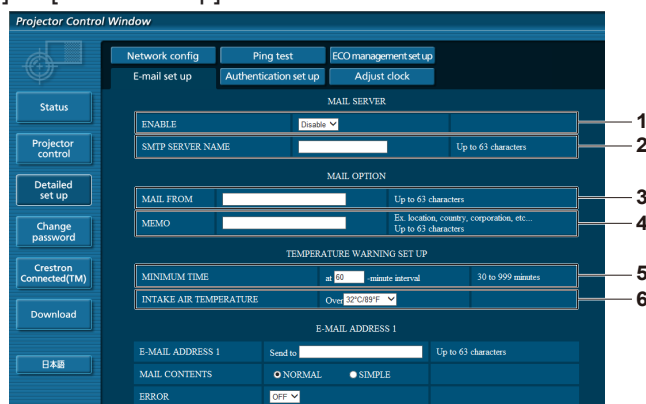 Projector Control Window
Network config Ping test ECO management set up
E-mail set up Authentication set up Adjust clock
Status
Projector control
Detailed set up
Change password
Crestron Connected(TM)
Download
日本語
MAIL SERVER
ENABLE Disable 1
SMTP SERVER NAME Up to 63 characters 2
MAIL OPTION
MAIL FROM Up to 63 characters 3
MEMO Ex. location, country, corporation, etc... Up to 63 characters 4
TEMPERATURE WARNING SET UP
MINIMUM TIME at 60 -minute interval 30 to 999 minutes 5
INTAKE AIR TEMPERATURE Over 32°C/89°F 6
E-MAIL ADDRESS 1
E-MAIL ADDRESS 1 Send to Up to 63 characters
MAIL CONTENTS NORMAL SIMPLE
ERROR OFF